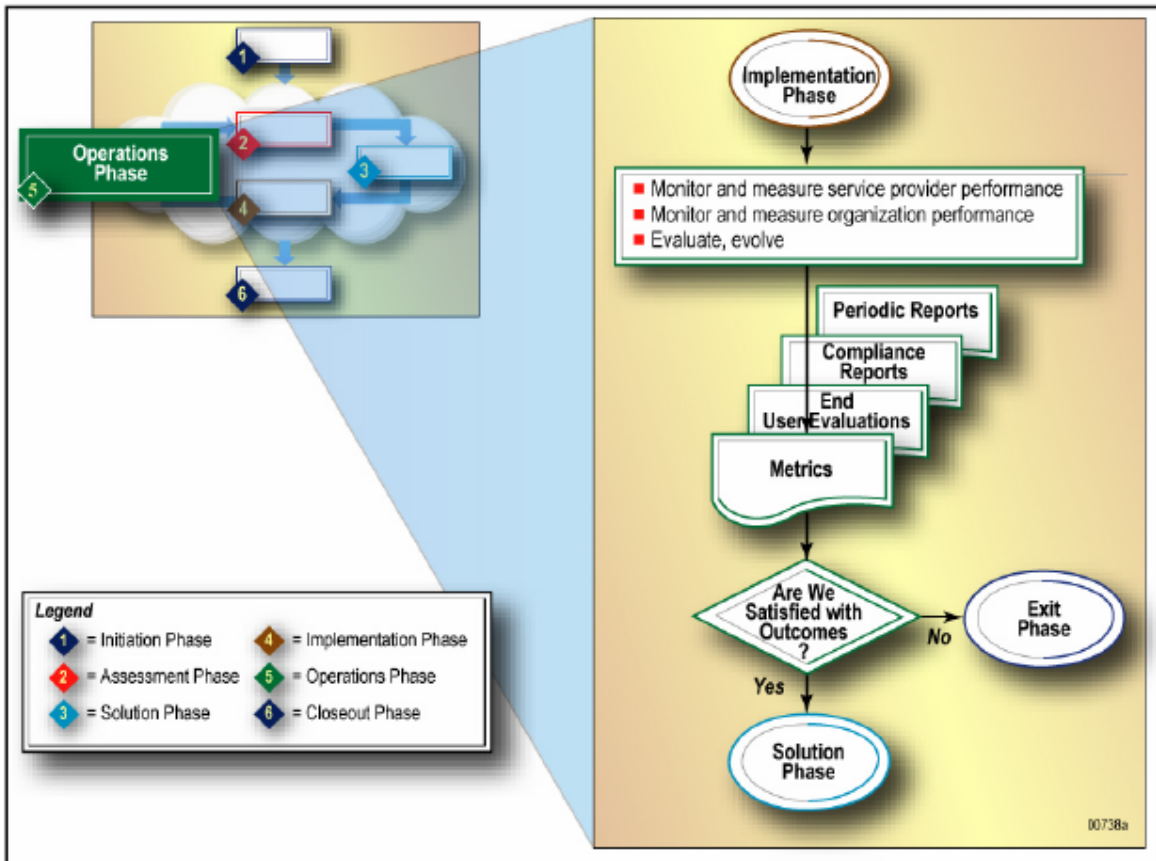 1
2
3
4
Operations
Phase
5
6
Implementation
Phase
Monitor and measure service provider performance
Monitor and measure organization performance
Evaluate, evolve
Periodic Reports
Compliance
Reports
End
User Evaluations
Metrics
Are We
Satisfied with
Outcomes
?
No
Exit
Phase
Yes
Solution
Phase
00738a
Legend
1 = Initiation Phase
2 = Assessment Phase
3 = Solution Phase
4 = Implementation Phase
5 = Operations Phase
6 = Closeout Phase